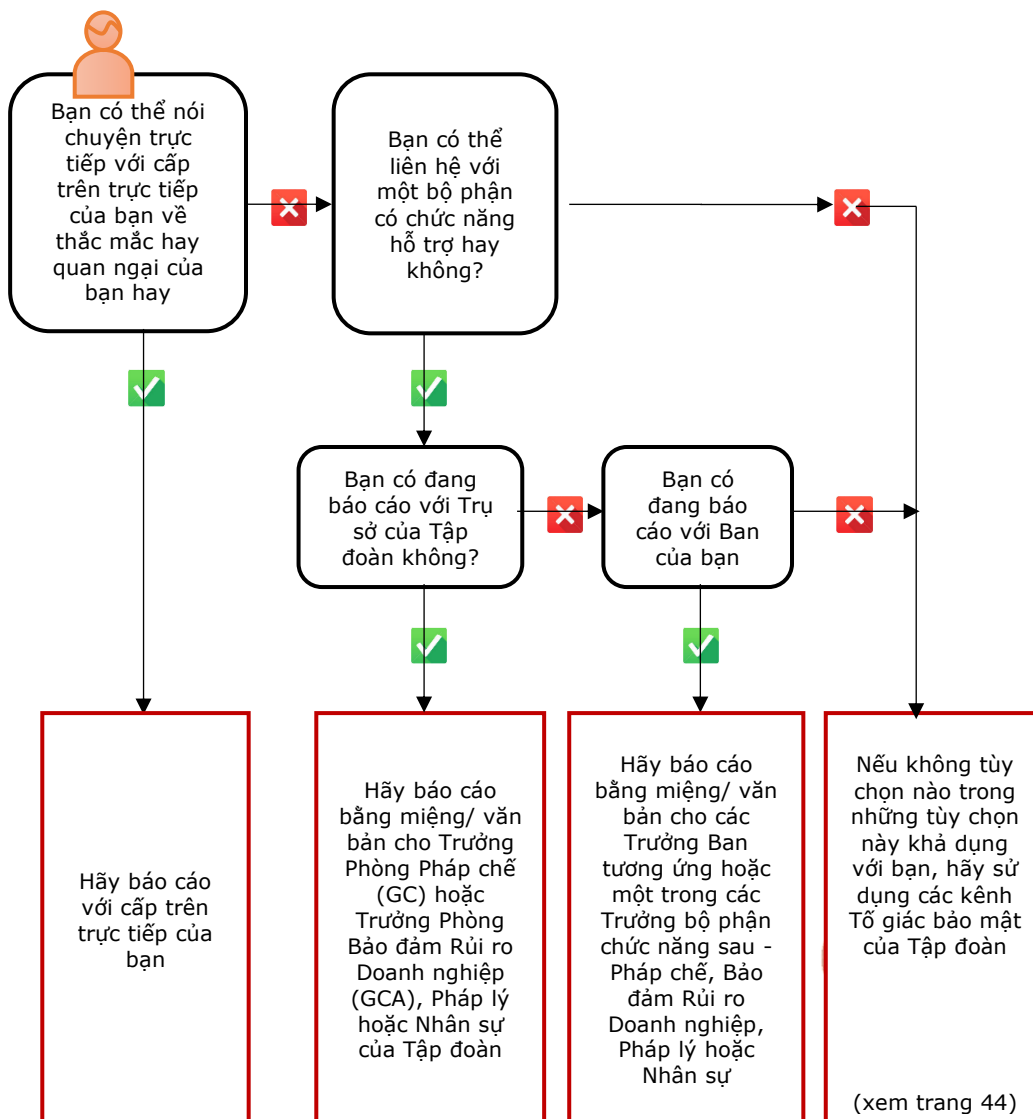 Bạn có thể nói
chuyện trực
tiếp với cấp
trên trực tiếp
của bạn về
thắc mắc hay
quan ngại của
bạn hay
Bạn có thể
liên hệ với
một bộ phận
có chức năng
hỗ trợ hay
không?
Bạn có đang
báo cáo với Trụ
sở của Tập
đoàn không?
Bạn có
đang báo
cáo với Ban
của bạn
Hãy báo cáo
với cấp trên
trực tiếp của
bạn
Hãy báo cáo
bằng miệng/ văn
bản cho Trưởng
Phòng Pháp chế
(GC) hoặc
Trưởng Phòng
Bảo đảm Rủi ro
Doanh nghiệp
(GCA), Pháp lý
hoặc Nhân sự
của Tập đoàn
Hãy báo cáo
bằng miệng/ văn
bản cho các
Trưởng Ban
tương ứng hoặc
một trong các
Trưởng bộ phận
chức năng sau -
Pháp chế, Bảo
đảm Rủi ro
Doanh nghiệp,
Pháp lý hoặc
Nhân sự
Nếu không tùy
chọn nào trong
những tùy chọn
này khả dụng
với bạn, hãy sử
dụng các kênh
Tố giác bảo mật
của Tập đoàn
(xem trang 44)